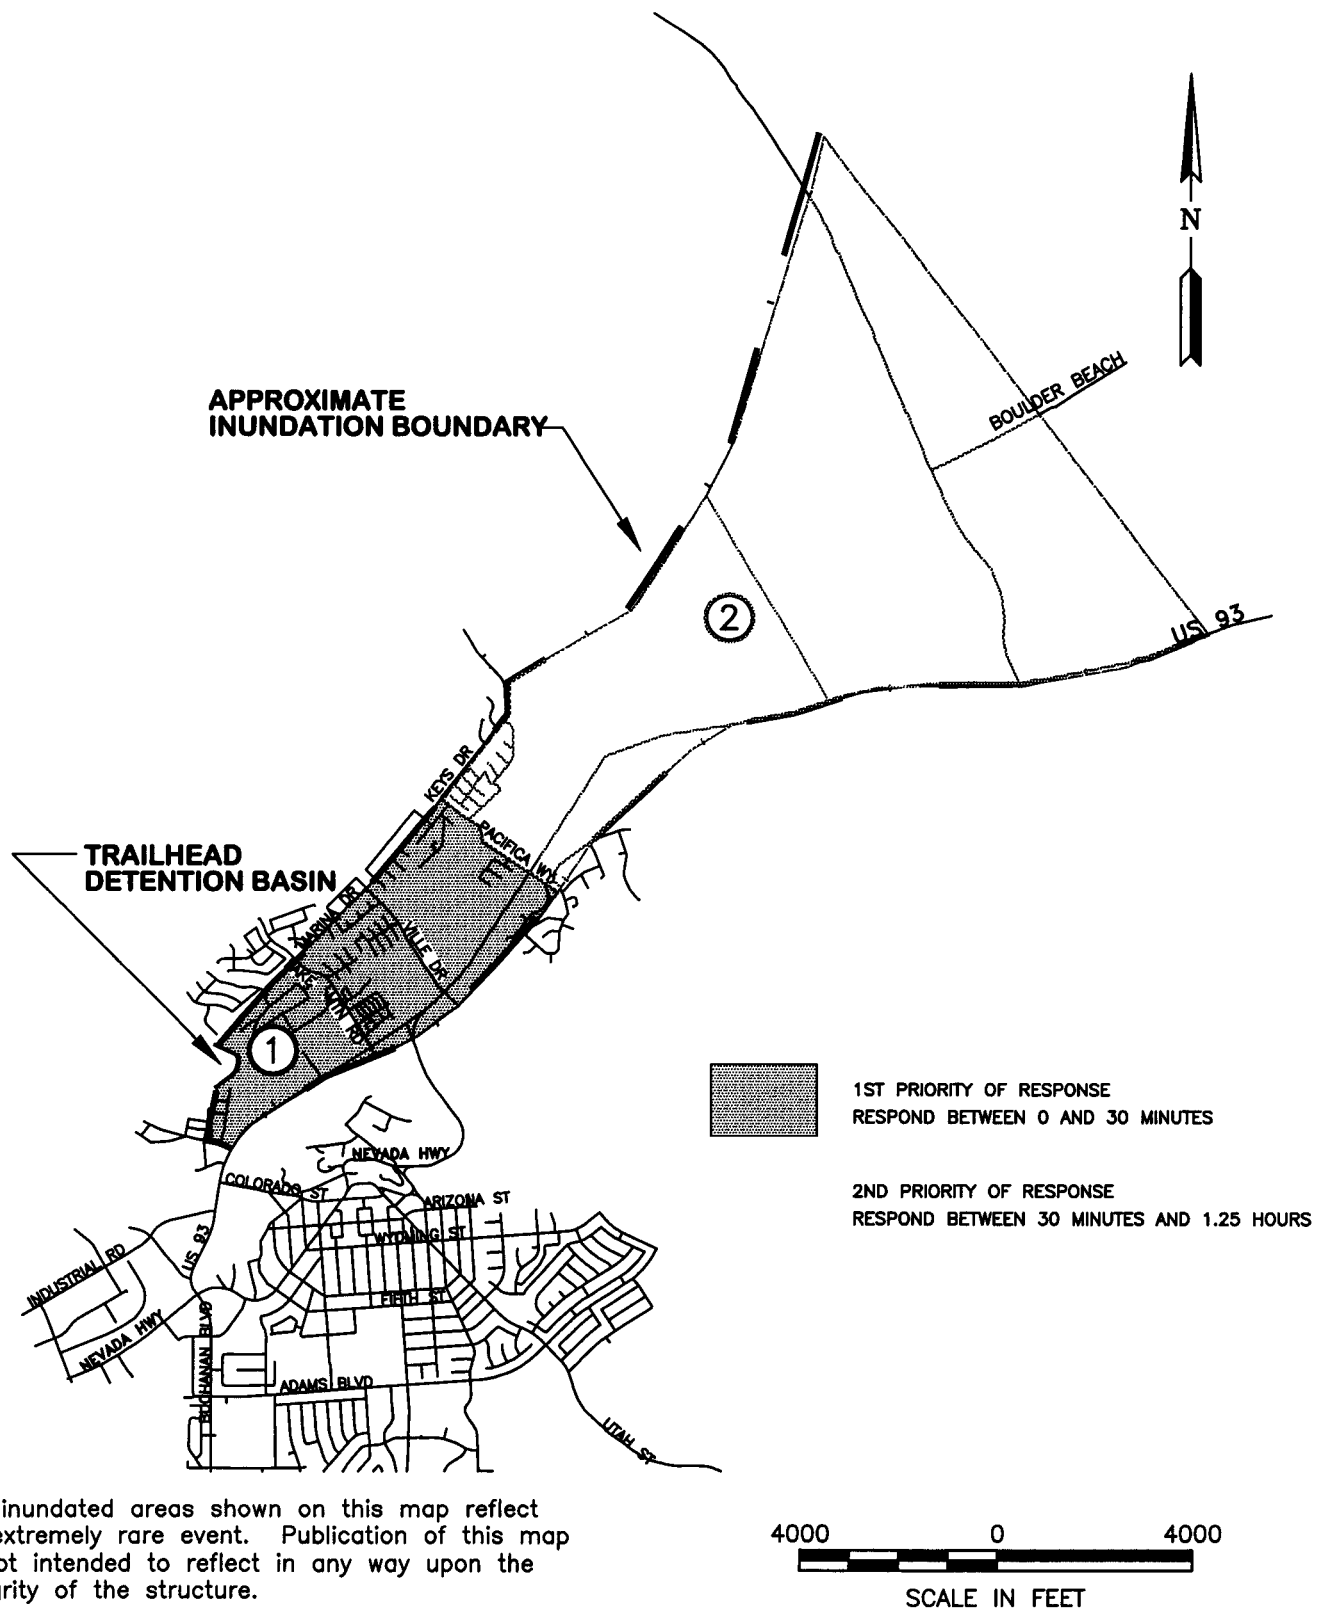 N
BOULDER BEACH
APPROXIMATE
INUNDATION BOUNDARY
2
US 93
KEYS DR
PACIFICA WY
TRAILHEAD
DETENTION BASIN
MARINA DR
VILLE DR
RD
1
1ST PRIORITY OF RESPONSE
RESPOND BETWEEN 0 AND 30 MINUTES
NEVADA HWY
COLORADO ST
2ND PRIORITY OF RESPONSE
RESPOND BETWEEN 30 MINUTES AND 1.25 HOURS
ARIZONA ST
WYOMING ST
US 93
INDUSTRIAL RD
FIFTH ST
NEVADA HWY
BUCHANAN BLVD
ADAMS BLVD
UTAH ST
inundated areas shown on this map reflect
extremely rare event. Publication of this map
ot intended to reflect in any way upon the
rity of the structure.
4000 0 4000
SCALE IN FEET